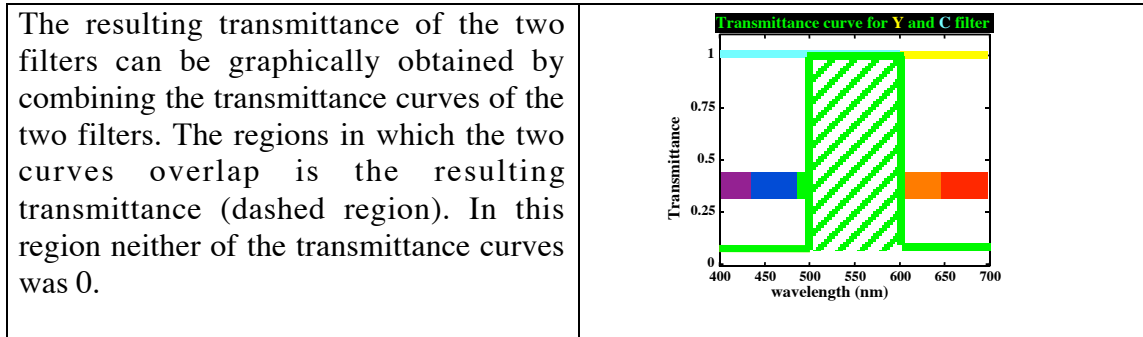 The resulting transmittance of the two
filters can be graphically obtained by
combining the transmittance curves of the
two filters. The regions in which the two
curves overlap is the resulting
transmittance (dashed region). In this
region neither of the transmittance curves
was 0.
Transmittance curve for Y and C filter
1
0.75
0.5
0.25
0
Transmittance
400 450 500 550 600 650 700
wavelength (nm)